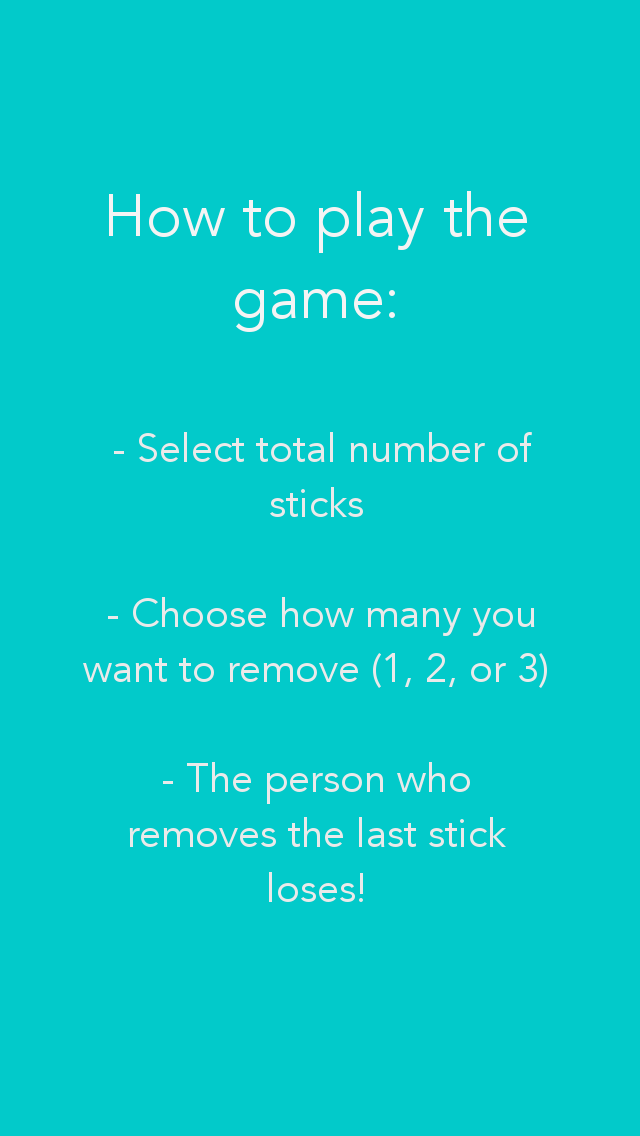 How to play the
game:
- Select total number of
sticks
- Choose how many you
want to remove (1, 2, or 3)
- The person who
removes the last stick
loses!